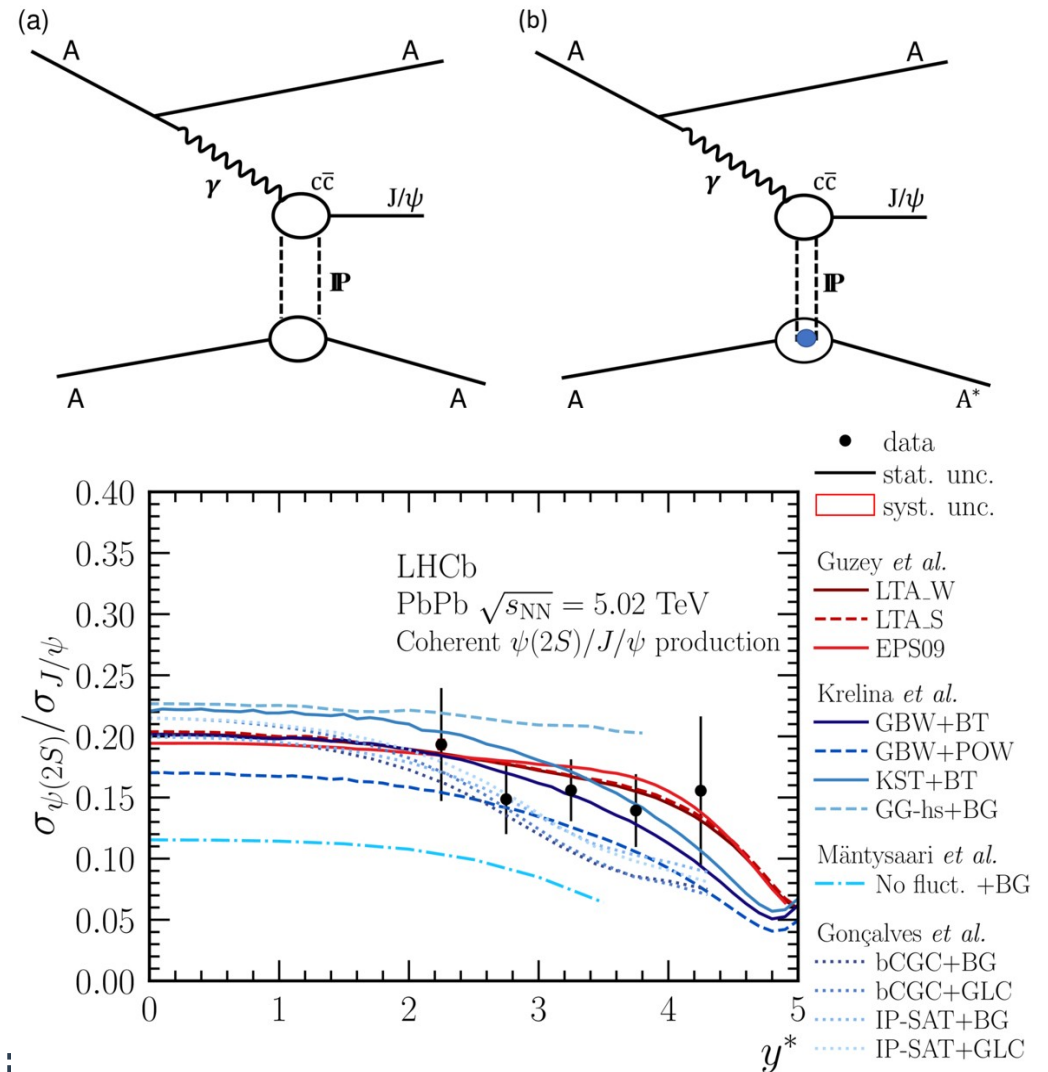 (a)
A
A
γ
cc̄
J/ψ
IP
A
A
(b)
A
A
γ
cc̄
J/ψ
IP
A
A*
data
stat. unc.
syst. unc.
Guzey et al.
LTA_W
LTA_S
EPS09
Krelina et al.
GBW+BT
GBW+POW
KST+BT
GG-hs+BG
Mäntysaari et al.
No fluct. +BG
Gonçalves et al.
bCGC+BG
bCGC+GLC
IP-SAT+BG
IP-SAT+GLC
σψ(2S)/σJ/ψ
0.40
0.35
0.30
0.25
0.20
0.15
0.10
0.05
0.00
LHCb
PbPb √sNN = 5.02 TeV
Coherent ψ(2S)/J/ψ production
0 1 2 3 4 5
y*